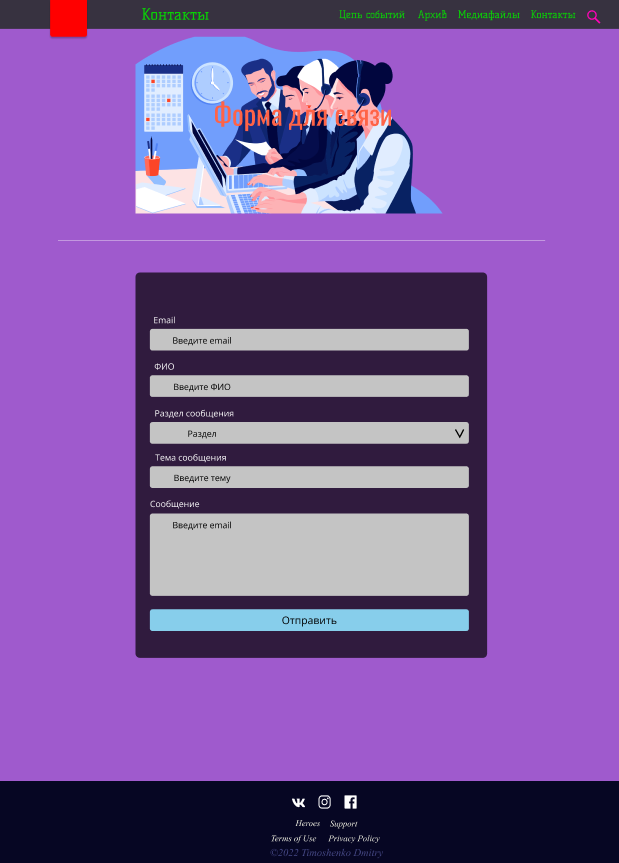 Контакты
Цепь событий Архив Медиафайлы Контакты
Форма для связи
Email
Введите email
ФИО
Введите ФИО
Раздел сообщения
Раздел
Тема сообщения
Введите тему
Сообщение
Введите email
Отправить
Heroes Support
Terms of Use Privacy Policy
©2022 Timoshenko Dmitry